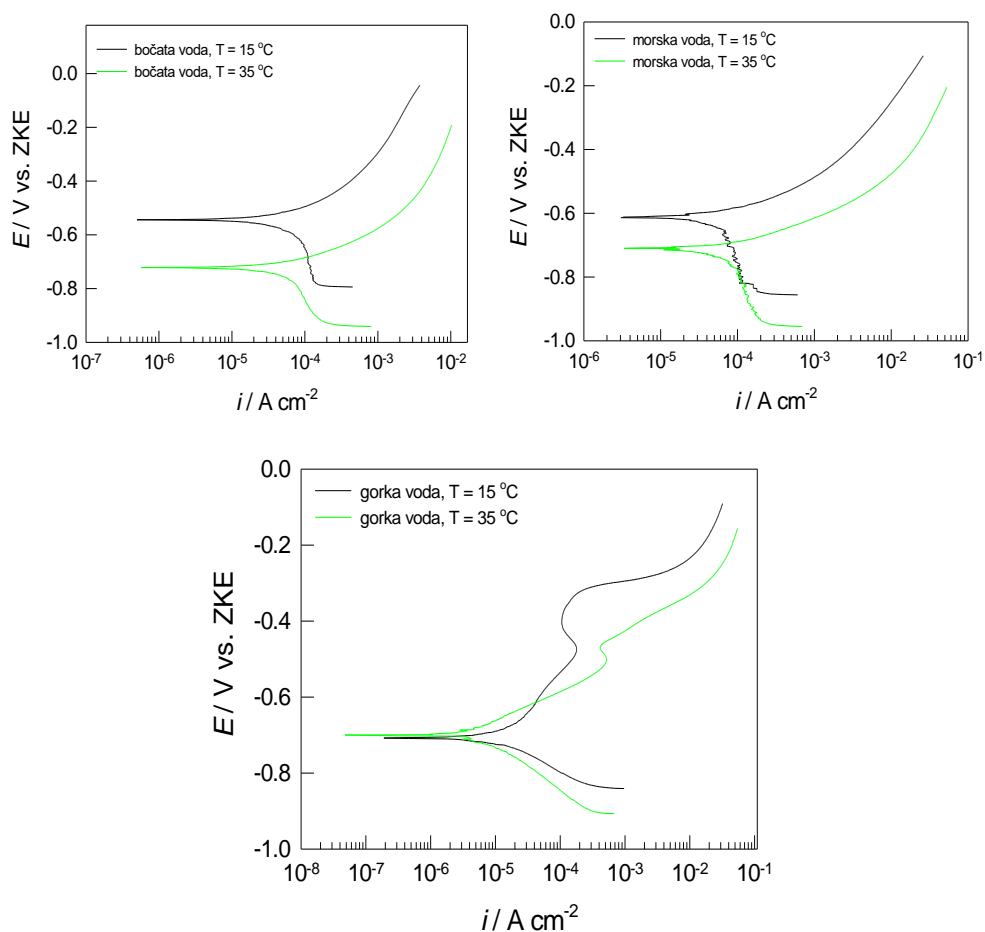 bočata voda, T = 15 °C
bočata voda, T = 35 °C
E / V vs. ZKE
0.0
-0.2
-0.4
-0.6
-0.8
-1.0
10-7 10-6 10-5 10-4 10-3 10-2
i / A cm-2
morska voda, T = 15 °C
morska voda, T = 35 °C
E / V vs. ZKE
0.0
-0.2
-0.4
-0.6
-0.8
-1.0
10-6 10-5 10-4 10-3 10-2 10-1
i / A cm-2
gorka voda, T = 15 °C
gorka voda, T = 35 °C
E / V vs. ZKE
0.0
-0.2
-0.4
-0.6
-0.8
-1.0
10-8 10-7 10-6 10-5 10-4 10-3 10-2 10-1
i / A cm-2